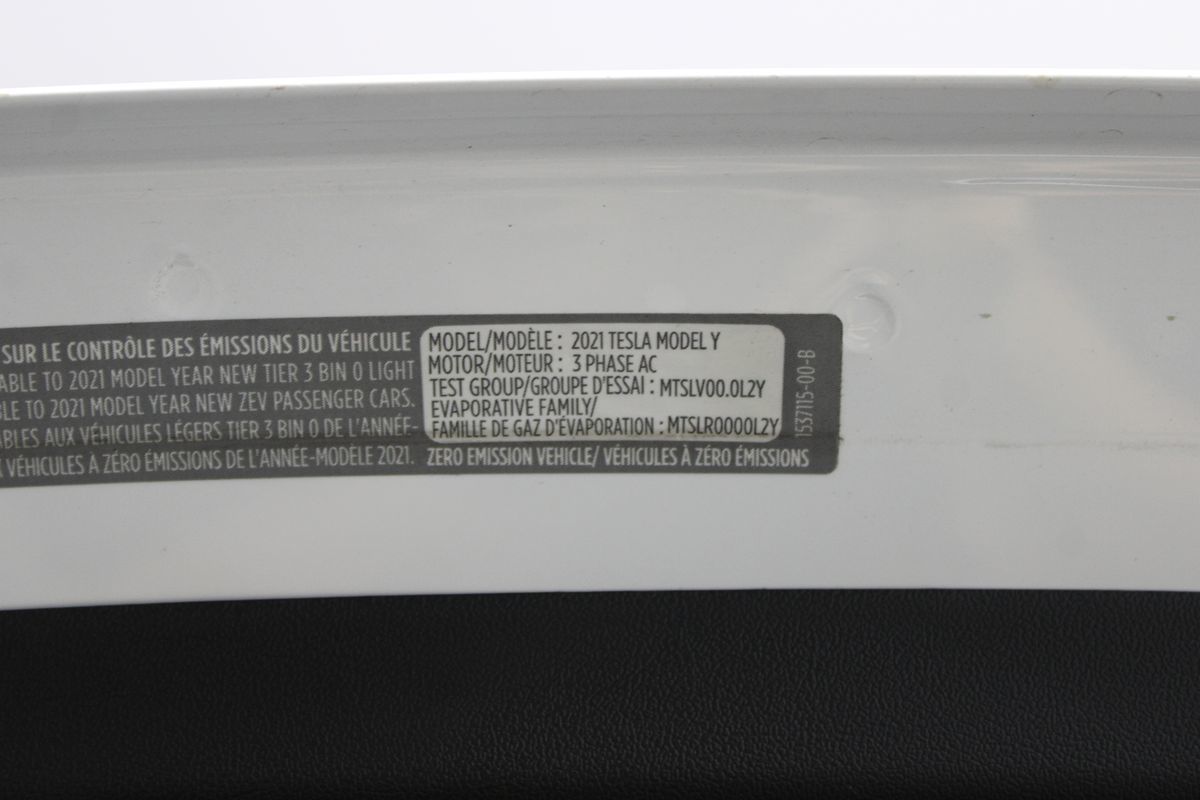 SUR LE CONTRÔLE DES ÉMISSIONS DU VÉHICULE
ABLE TO 2021 MODEL YEAR NEW TIER 3 BIN 0 LIGHT
BLE TO 2021 MODEL YEAR NEW ZEV PASSENGER CARS.
ABLES AUX VÉHICULES LÉGERS TIER 3 BIN 0 DE L'ANNÉE-
X VÉHICULES À ZÉRO ÉMISSIONS DE L'ANNÉE-MODÈLE 2021.
MODEL/MODÈLE : 2021 TESLA MODEL Y
MOTOR/MOTEUR : 3 PHASE AC
TEST GROUP/GROUPE D'ESSAI : MTSLV00.0L2Y
EVAPORATIVE FAMILY/
FAMILLE DE GAZ D'ÉVAPORATION : MTSLR0000L2Y
ZERO EMISSION VEHICLE/ VÉHICULES À ZÉRO ÉMISSIONS
1537115-00-B